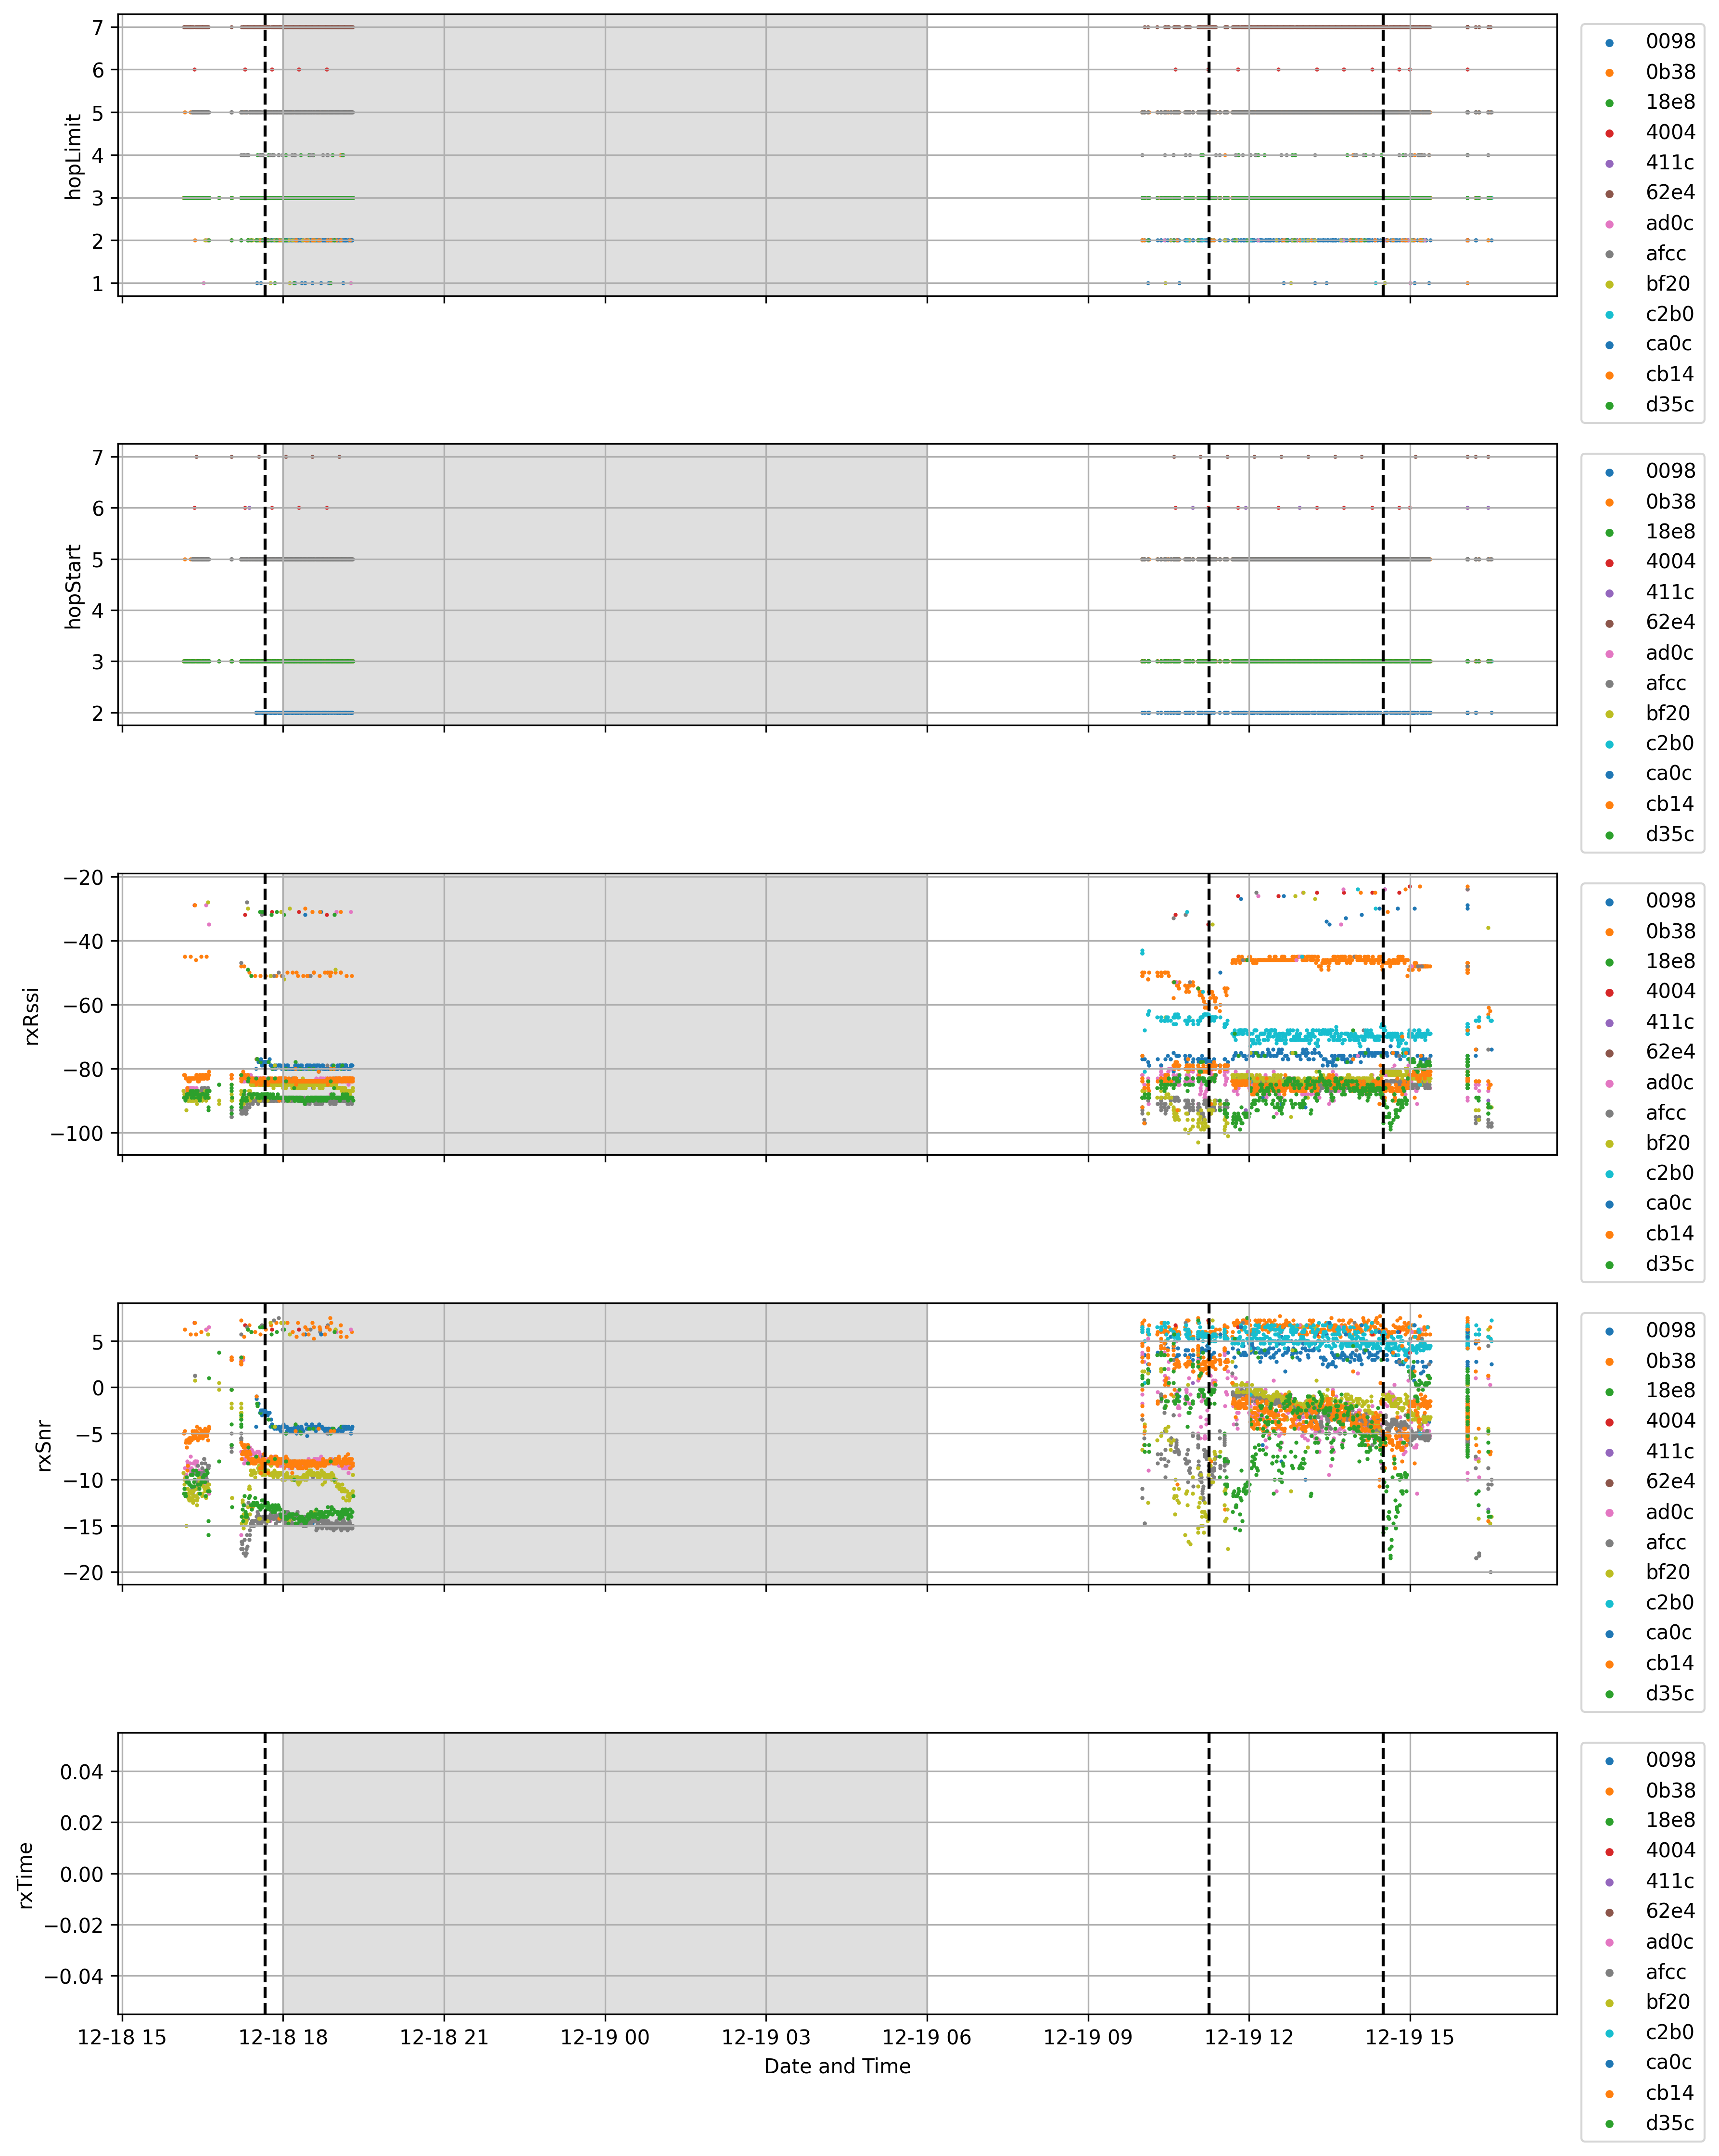 7
6
5
4
3
2
1
hopLimit
0098
0b38
18e8
4004
411c
62e4
ad0c
afcc
bf20
c2b0
ca0c
cb14
d35c
7
6
5
4
3
2
hopStart
0098
0b38
18e8
4004
411c
62e4
ad0c
afcc
bf20
c2b0
ca0c
cb14
d35c
−20
−40
−60
−80
−100
rxRssi
0098
0b38
18e8
4004
411c
62e4
ad0c
afcc
bf20
c2b0
ca0c
cb14
d35c
5
0
−5
−10
−15
−20
rxSnr
0098
0b38
18e8
4004
411c
62e4
ad0c
afcc
bf20
c2b0
ca0c
cb14
d35c
0.04
0.02
0.00
−0.02
−0.04
rxTime
0098
0b38
18e8
4004
411c
62e4
ad0c
afcc
bf20
c2b0
ca0c
cb14
d35c
12-18 15 12-18 18 12-18 21 12-19 00 12-19 03 12-19 06 12-19 09 12-19 12 12-19 15
Date and Time